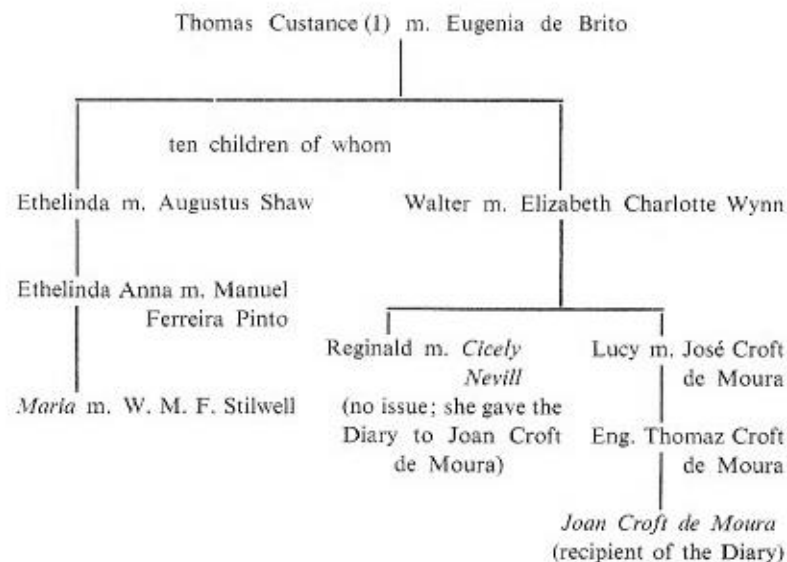 Thomas Custance (1) m. Eugenia de Brito
ten children of whom
Ethelinda m. Augustus Shaw
Walter m. Elizabeth Charlotte Wynn
Ethelinda Anna m. Manuel
Ferreira Pinto
Reginald m. Cicely
Nevill
(no issue; she gave the
Diary to Joan Croft
de Moura)
Lucy m. José Croft
de Moura
Maria m. W. M. F. Stilwell
Eng. Thomaz Croft
de Moura
Joan Croft de Moura
(recipient of the Diary)